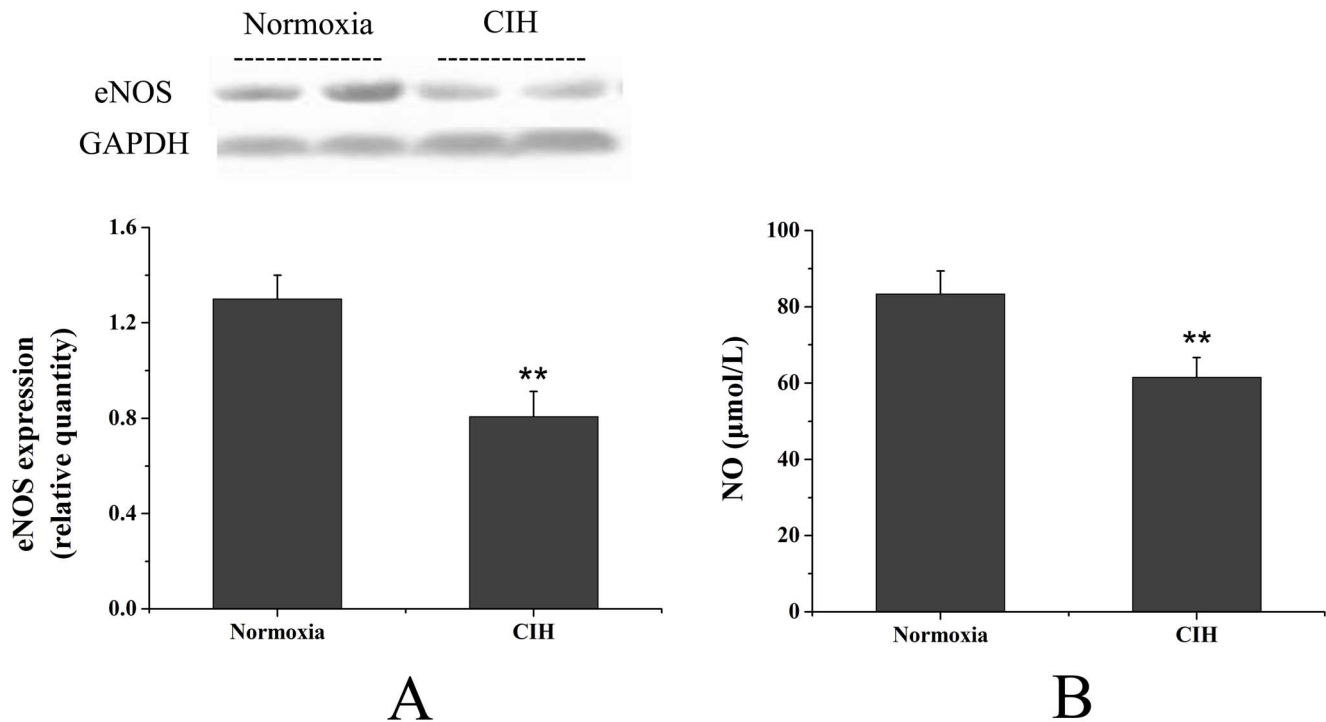 Normoxia CIH
eNOS
GAPDH
1.6
1.2
0.8
0.4
0.0
eNOS expression
(relative quantity)
**
Normoxia CIH
A
100
80
60
40
20
0
NO (μmol/L)
**
Normoxia CIH
B